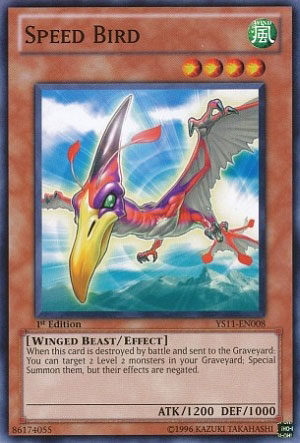 SPEED BIRD
風
1st Edition
YS11-EN008
[WINGED BEAST/EFFECT]
When this card is destroyed by battle and sent to the Graveyard:
You can target 2 Level 2 monsters in your Graveyard; Special
Summon them, but their effects are negated.
ATK/1200 DEF/1000
86174055
©1996 KAZUKI TAKAHASHI